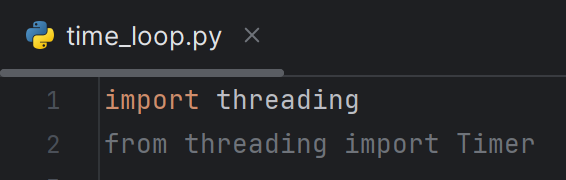 time_loop.py
1 import threading
2 from threading import Timer